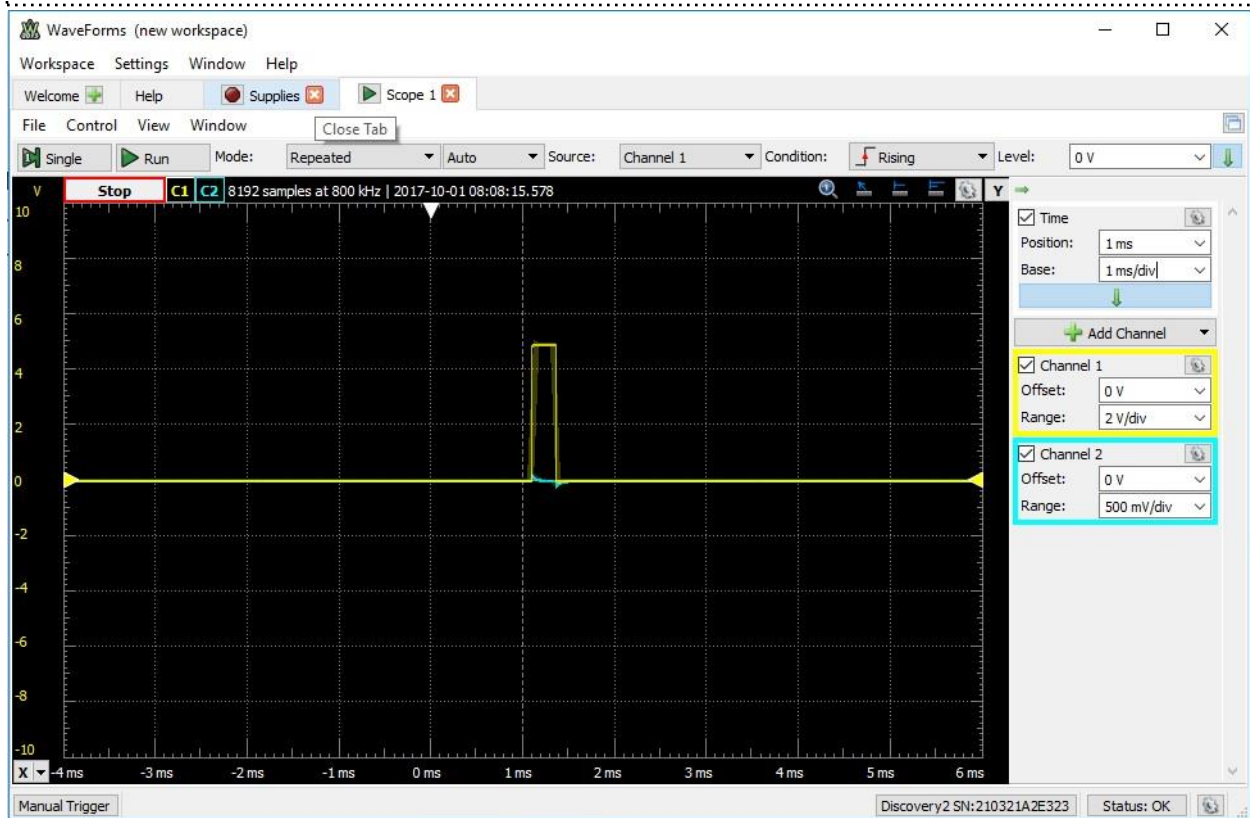 WaveForms (new workspace)
Workspace Settings Window Help
Welcome Help Supplies Scope 1
File Control View Window
Close Tab
Single Run Mode: Repeated Auto Source: Channel 1 Condition: Rising Level: 0 V
V Stop C1 C2 8192 samples at 800 kHz | 2017-10-01 08:08:15.578 Y
10
8
6
4
2
0
-2
-4
-6
-8
-10
X -4 ms -3 ms -2 ms -1 ms 0 ms 1 ms 2 ms 3 ms 4 ms 5 ms 6 ms
Time
Position: 1 ms
Base: 1 ms/div
Add Channel
Channel 1
Offset: 0 V
Range: 2 V/div
Channel 2
Offset: 0 V
Range: 500 mV/div
Manual Trigger Discovery2 SN:210321A2E323 Status: OK